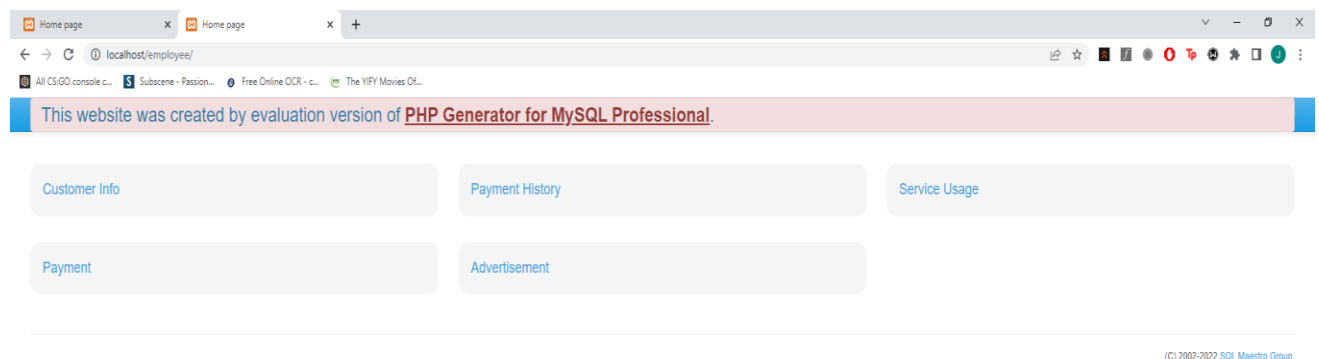 Home page
Home page
localhost/employee/
All CS:GO console c...
Subscene - Passion...
Free Online OCR - c...
The YIFY Movies Of...
This website was created by evaluation version of PHP Generator for MySQL Professional.
Customer Info
Payment History
Service Usage
Payment
Advertisement
(C) 2002-2022 SQL Maestro Group.